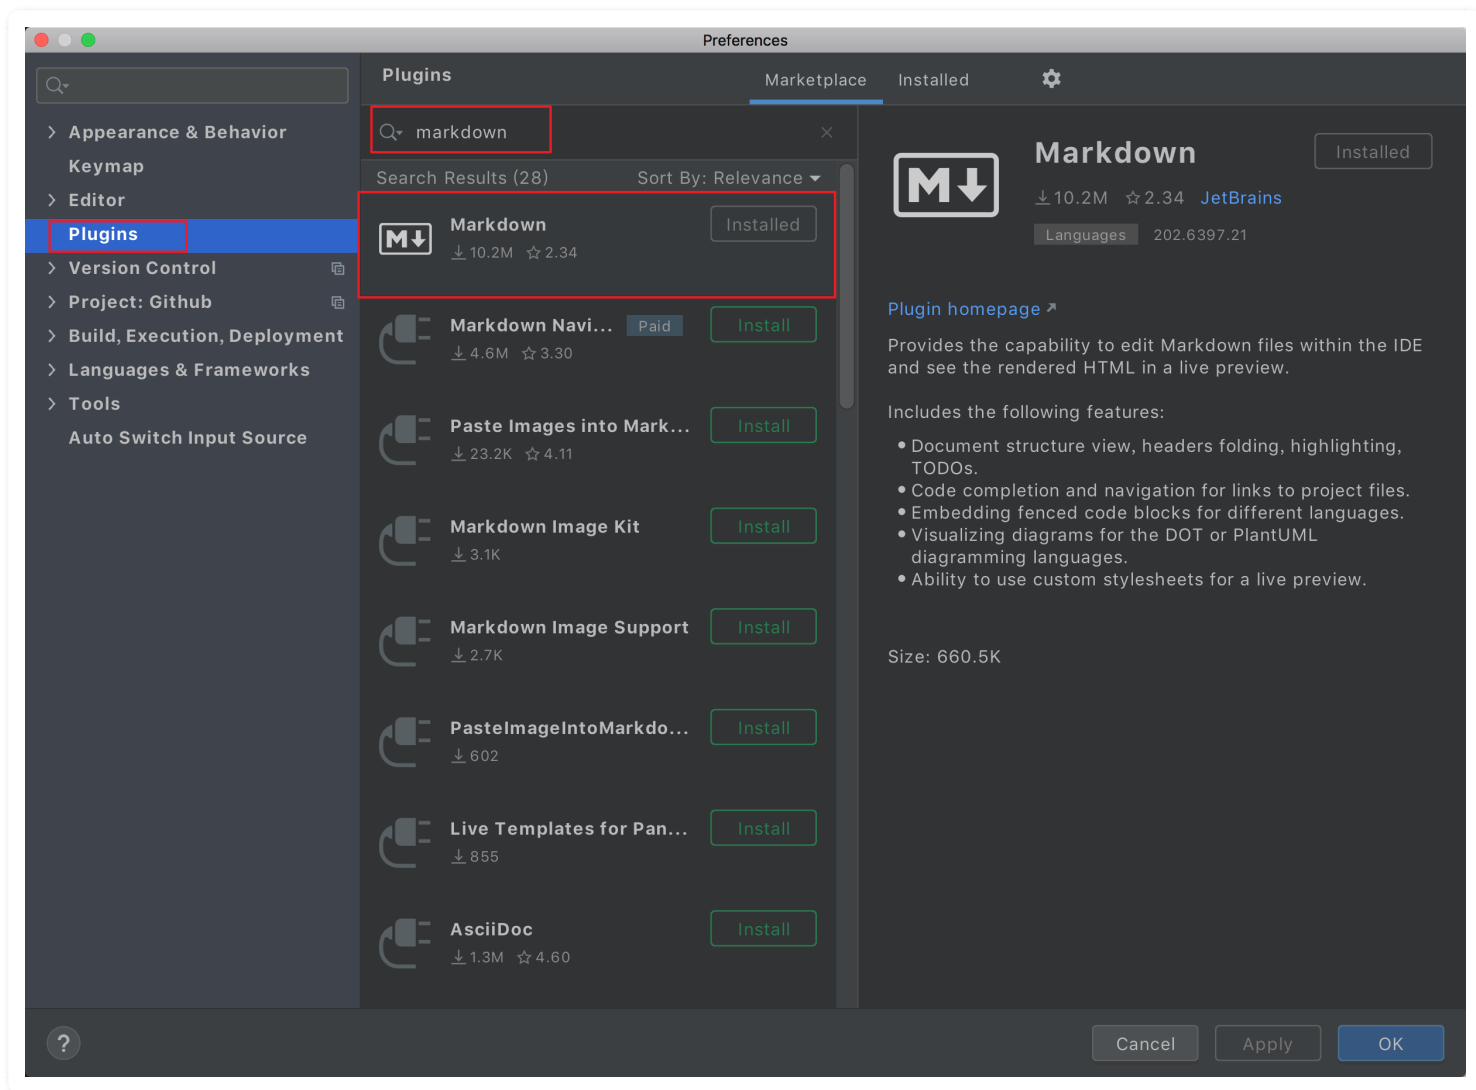 Preferences
Appearance & Behavior
Keymap
Editor
Plugins
Version Control
Project: Github
Build, Execution, Deployment
Languages & Frameworks
Tools
Auto Switch Input Source
Plugins
Marketplace
Installed
markdown
Search Results (28)
Sort By: Relevance
Markdown
Installed
10.2M 2.34
Markdown Navi...
Paid
Install
4.6M 3.30
Paste Images into Mark...
Install
23.2K 4.11
Markdown Image Kit
Install
3.1K
Markdown Image Support
Install
2.7K
PasteImageIntoMarkdo...
Install
602
Live Templates for Pan...
Install
855
AsciiDoc
Install
1.3M 4.60
Markdown
Installed
10.2M 2.34 JetBrains
Languages 202.6397.21
Plugin homepage
Provides the capability to edit Markdown files within the IDE
and see the rendered HTML in a live preview.
Includes the following features:
• Document structure view, headers folding, highlighting,
TODOs.
• Code completion and navigation for links to project files.
• Embedding fenced code blocks for different languages.
• Visualizing diagrams for the DOT or PlantUML
diagramming languages.
• Ability to use custom stylesheets for a live preview.
Size: 660.5K
?
Cancel
Apply
OK